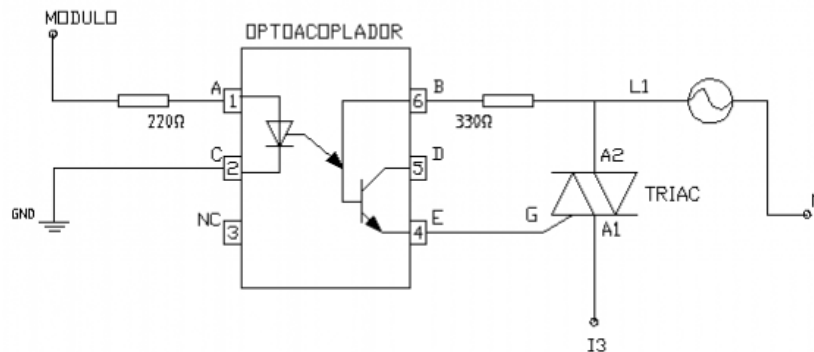 MODULO
OPTOACOPLADOR
A
1
220Ω
C
2
GND
NC
3
B
6
330Ω
D
5
E
4
L1
A2
TRIAC
G
A1
I3